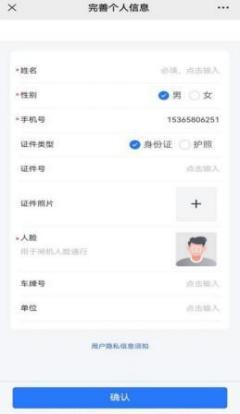 完善个人信息
*姓名 必填，点击输入
*性别 男 女
*手机号 15365806251
证件类型 身份证 护照
证件号 点击输入
证件照片
*人脸
用于闸机人脸通行
车牌号 点击输入
单位 点击输入
用户隐私信息须知
确认